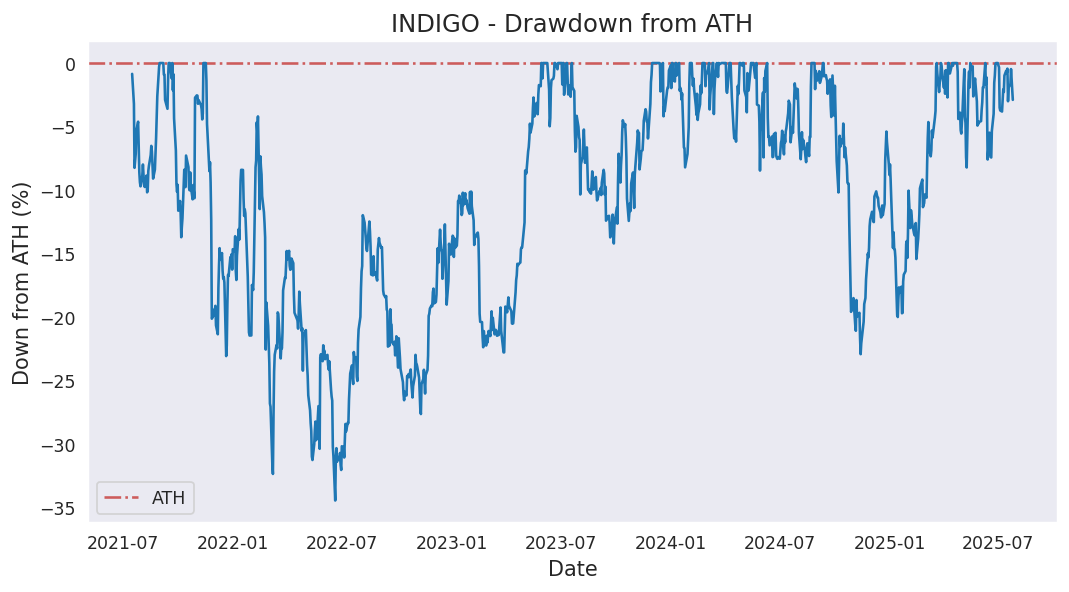 INDIGO - Drawdown from ATH
Down from ATH (%)
0
−5
−10
−15
−20
−25
−30
−35
ATH
2021-07 2022-01 2022-07 2023-01 2023-07 2024-01 2024-07 2025-01 2025-07
Date